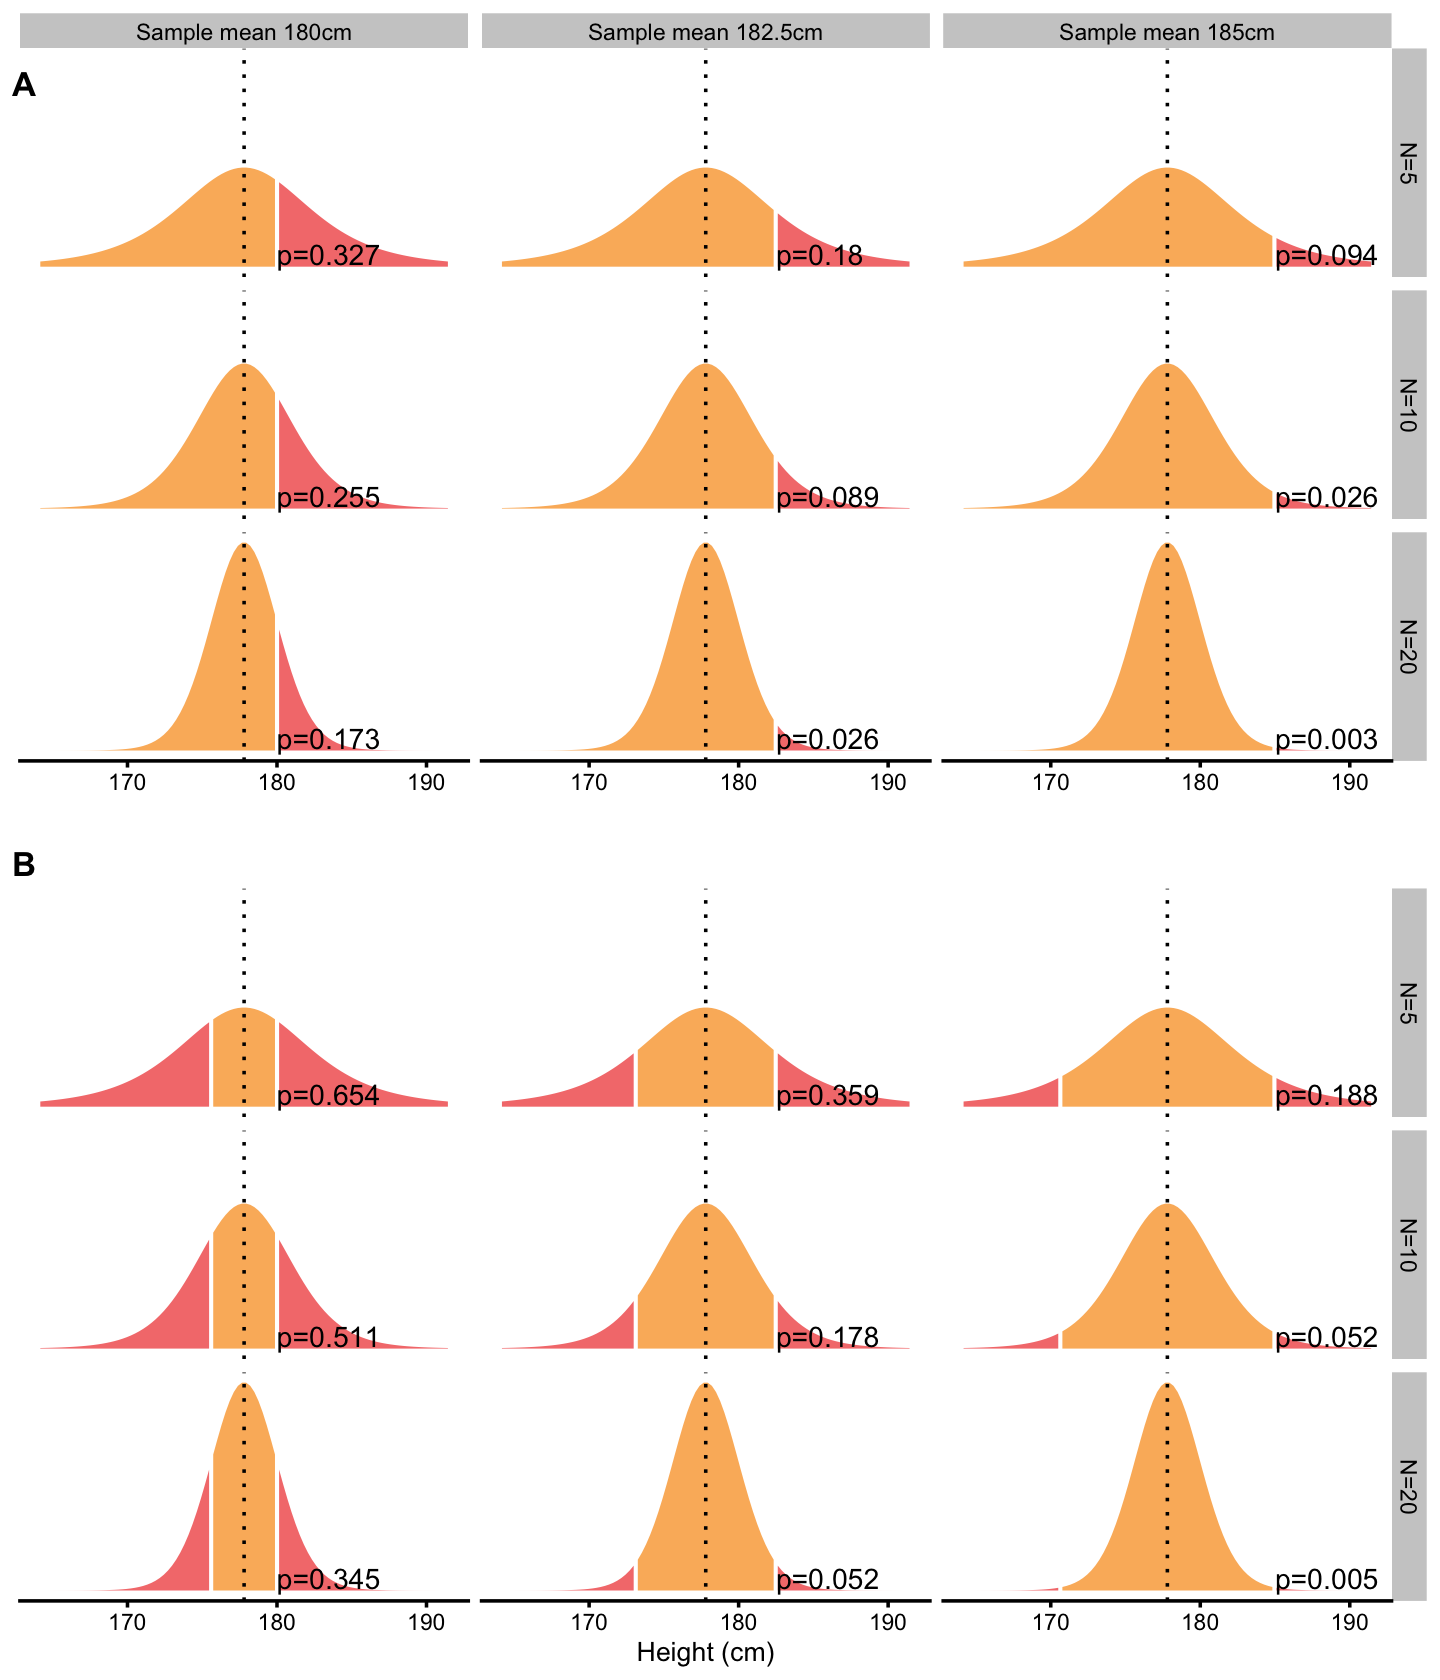 Sample mean 180cm
Sample mean 182.5cm
Sample mean 185cm
A
p=0.327
p=0.18
p=0.094
N=5
p=0.255
p=0.089
p=0.026
N=10
p=0.173
p=0.026
p=0.003
N=20
170 180 190
170 180 190
170 180 190
B
p=0.654
p=0.359
p=0.188
N=5
p=0.511
p=0.178
p=0.052
N=10
p=0.345
p=0.052
p=0.005
N=20
170 180 190
170 180 190
170 180 190
Height (cm)